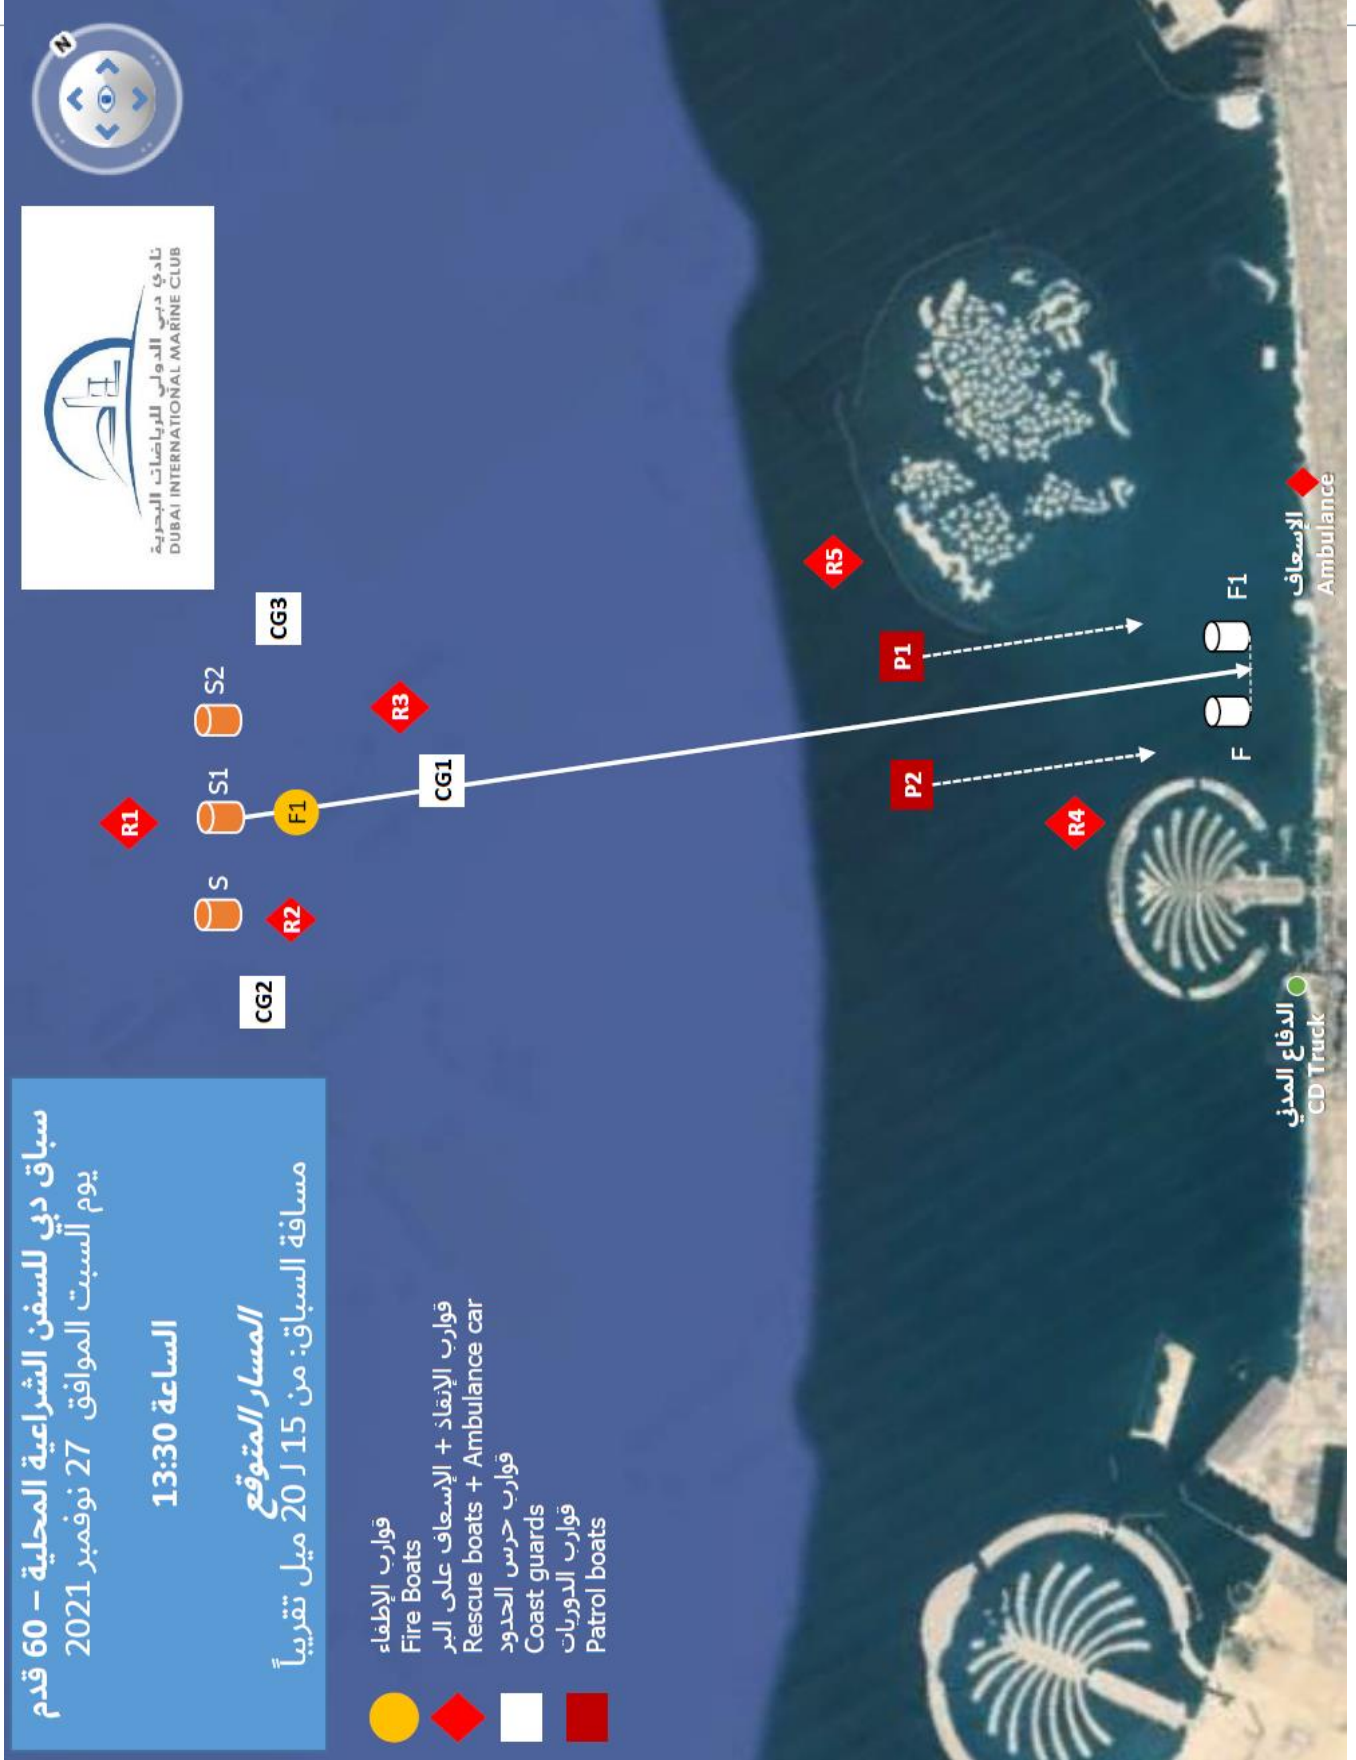 سباق دبي للسفن الشراعية المحلية – 60 قدم
يوم السبت الموافق 27 نوفمبر 2021
الساعة 13:30
المسار المتوقع
مسافة السباق: من 15 لـ 20 ميل تقريباً
قوارب الإطفاء
Fire Boats
قوارب الإنقاذ + الإسعاف على البر
Rescue boats + Ambulance car
قوارب حرس الحدود
Coast guards
قوارب الدوريات
Patrol boats
نادي دبي الدولي للرياضات البحرية
DUBAI INTERNATIONAL MARINE CLUB
N
R1
S
S1
S2
CG2
R2
F1
CG3
R3
CG1
R5
P1
P2
R4
F
F1
الدفاع المدني
CD Truck
الإسعاف
Ambulance